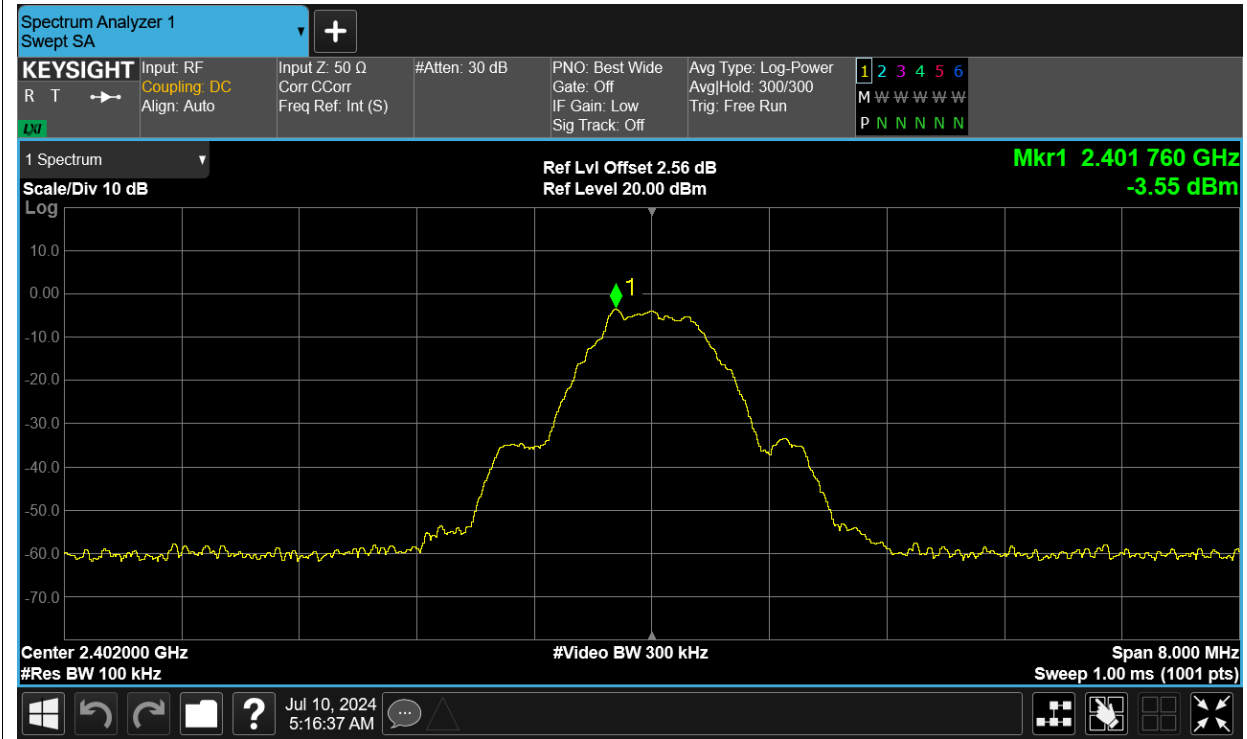 Spectrum Analyzer 1
Swept SA
KEYSIGHT
R T
LXI
Input: RF
Coupling: DC
Align: Auto
Input Z: 50 Ω
Corr CCorr
Freq Ref: Int (S)
#Atten: 30 dB
PNO: Best Wide
Gate: Off
IF Gain: Low
Sig Track: Off
Avg Type: Log-Power
Avg|Hold: 300/300
Trig: Free Run
1 2 3 4 5 6
M W W W W W W
P N N N N N N
1 Spectrum
Scale/Div 10 dB
Log
Ref Lvl Offset 2.56 dB
Ref Level 20.00 dBm
Mkr1 2.401 760 GHz
-3.55 dBm
10.0
0.00
-10.0
-20.0
-30.0
-40.0
-50.0
-60.0
-70.0
1
Center 2.402000 GHz
#Res BW 100 kHz
#Video BW 300 kHz
Span 8.000 MHz
Sweep 1.00 ms (1001 pts)
?
Jul 10, 2024
5:16:37 AM